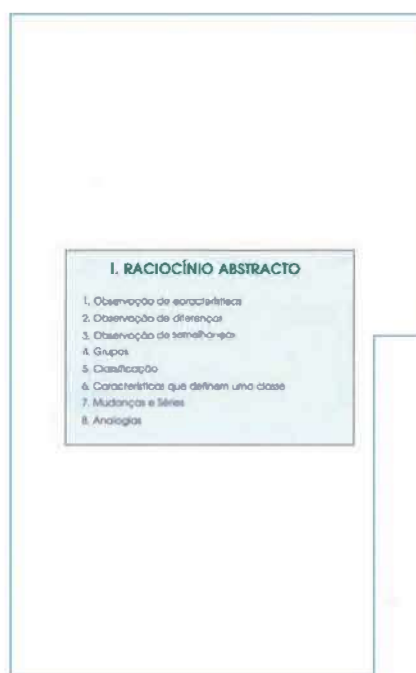 I. RACIOCÍNIO ABSTRACTO
1. Observação de características
2. Observação de diferenças
3. Observação de semelhanças
4. Grupos
5. Classificação
6. Características que definem uma classe
7. Mudanças e Séries
8. Analogias